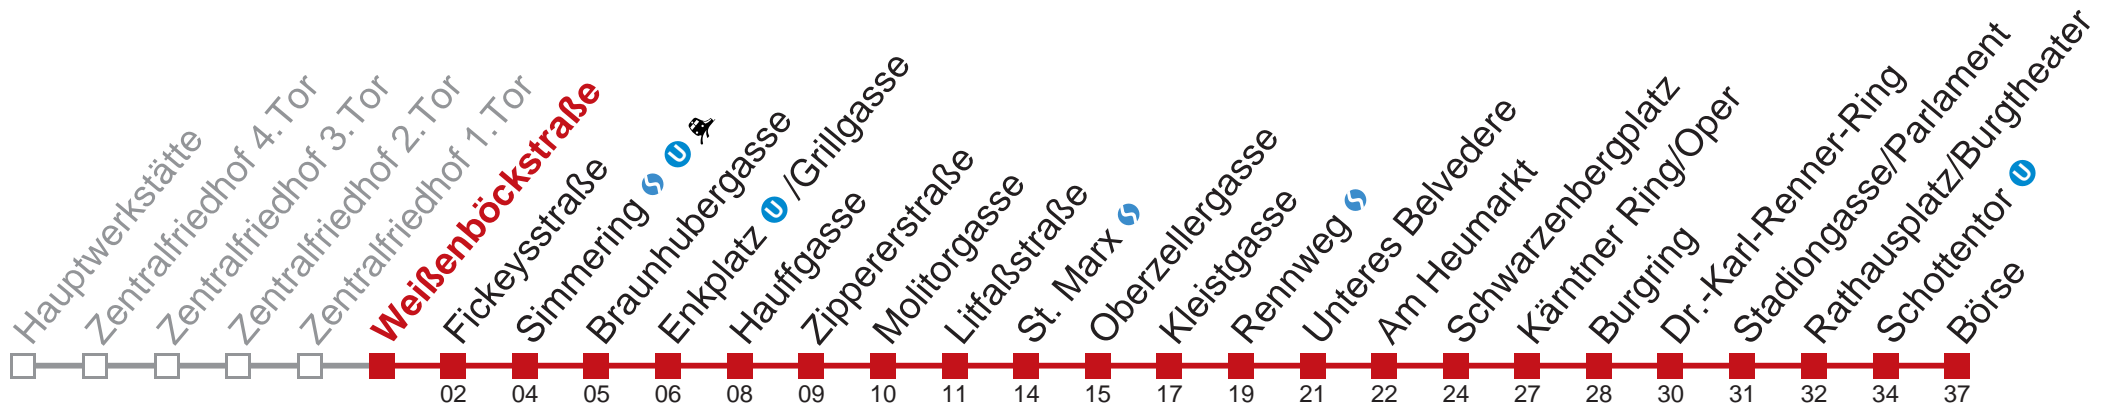 Hauptwerkstätte
Zentralfriedhof 4.Tor
Zentralfriedhof 3.Tor
Zentralfriedhof 2.Tor
Zentralfriedhof 1.Tor
Weißenböckstraße
Fickeysstraße
Simmering S U
Braunhubergasse
Enkplatz U /Grillgasse
Hauffgasse
Zippererstraße
Molitorgasse
Litfaßstraße
St. Marx S
Oberzellergasse
Kleistgasse
Rennweg S
Unteres Belvedere
Am Heumarkt
Schwarzenbergplatz
Kärntner Ring/Oper
Burgring
Dr.-Karl-Renner-Ring
Stadiongasse/Parlament
Rathausplatz/Burgtheater
Schottentor U
Börse
02 04 05 06 08 09 10 11 14 15 17 19 21 22 24 27 28 30 31 32 34 37